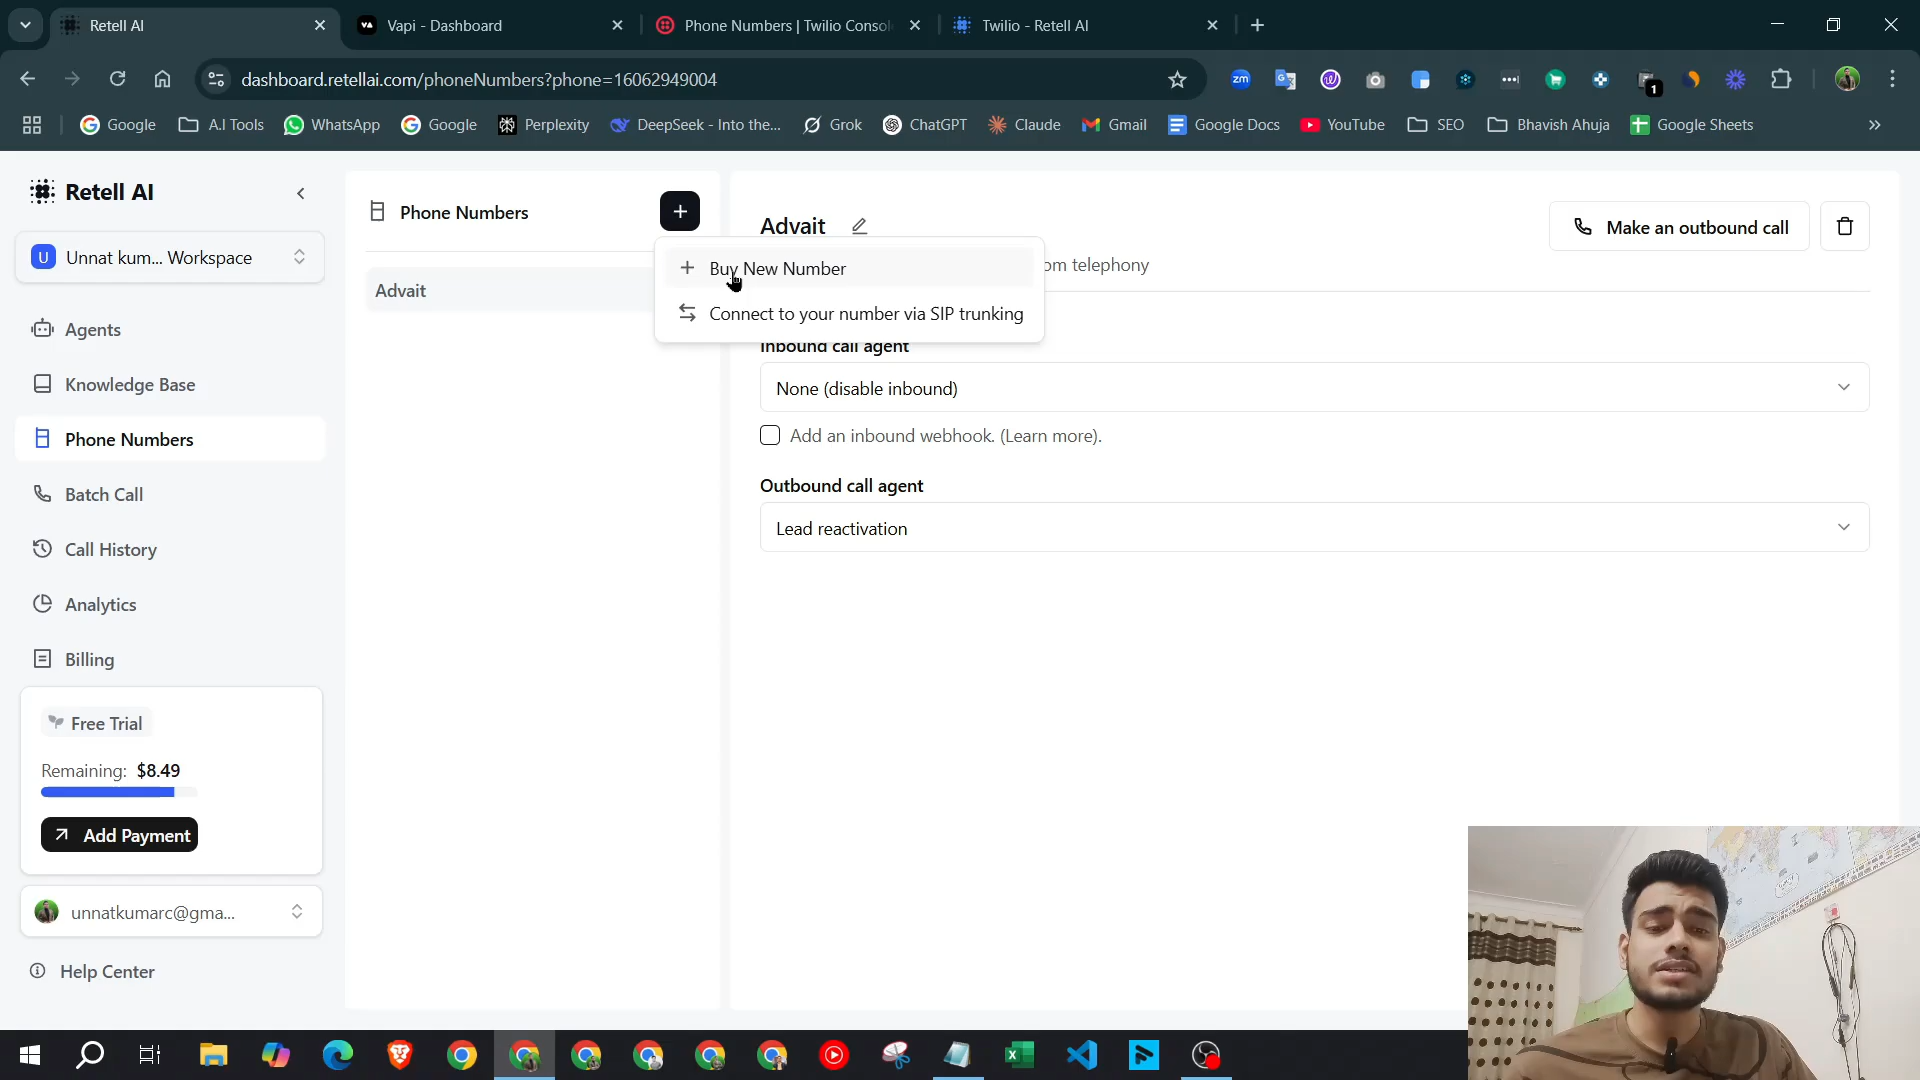 Retell AI
Vapi - Dashboard
Phone Numbers | Twilio Consol
Twilio - Retell AI
dashboard.retellai.com/phoneNumbers?phone=16062949004
zm
1
Google
A.I Tools
WhatsApp
Google
Perplexity
DeepSeek - Into the...
Grok
ChatGPT
Claude
Gmail
Google Docs
YouTube
SEO
Bhavish Ahuja
Google Sheets
Retell AI
U Unnat kum... Workspace
Agents
Knowledge Base
Phone Numbers
Batch Call
Call History
Analytics
Billing
Free Trial
Remaining: $8.49
Add Payment
unnatkumarc@gma...
Help Center
Phone Numbers
Advait
Buy New Number
Connect to your number via SIP trunking
Advait
om telephony
Make an outbound call
Inbound call agent
None (disable inbound)
Add an inbound webhook. (Learn more).
Outbound call agent
Lead reactivation